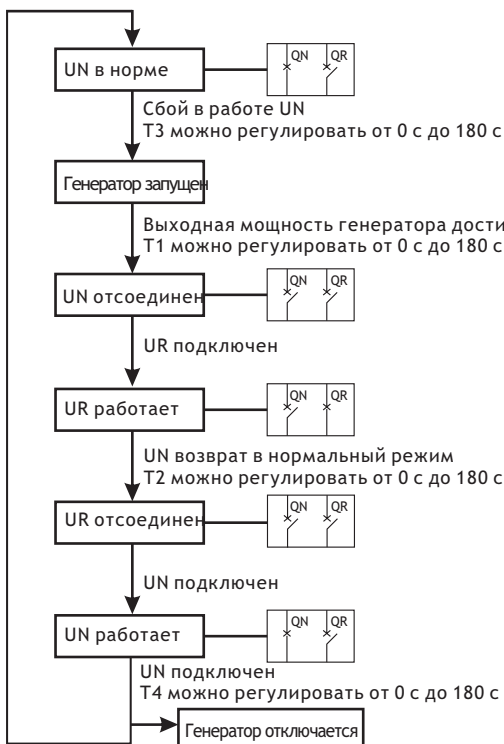 UN в норме
QN QR
Сбой в работе UN
T3 можно регулировать от 0 с до 180 с
Генератор запущен
Выходная мощность генератора дости
T1 можно регулировать от 0 с до 180 с
UN отсоединен
QN QR
UR подключен
UR работает
QN QR
UN возврат в нормальный режим
T2 можно регулировать от 0 с до 180 с
UR отсоединен
QN QR
UN подключен
UN работает
QN QR
UN подключен
T4 можно регулировать от 0 с до 180 с
Генератор отключается